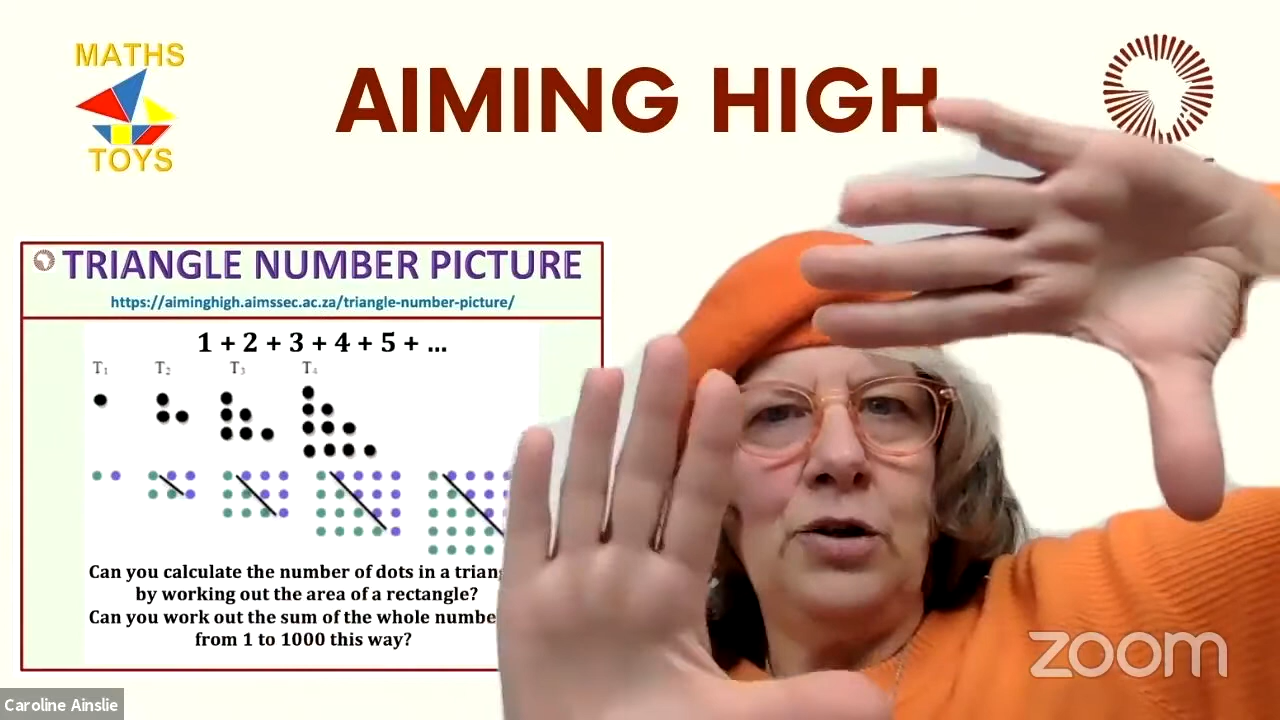 MATHS
TOYS
AIMING HIGH
TRIANGLE NUMBER PICTURE
https://aiminghigh.aimssec.ac.za/triangle-number-picture/
1 + 2 + 3 + 4 + 5 + ...
T₁ T₂ T₃ T₄
Can you calculate the number of dots in a
by working out the area of a rectangle?
Can you work out the sum of the whole
from 1 to 1000 this way?
zoom
Caroline Ainslie